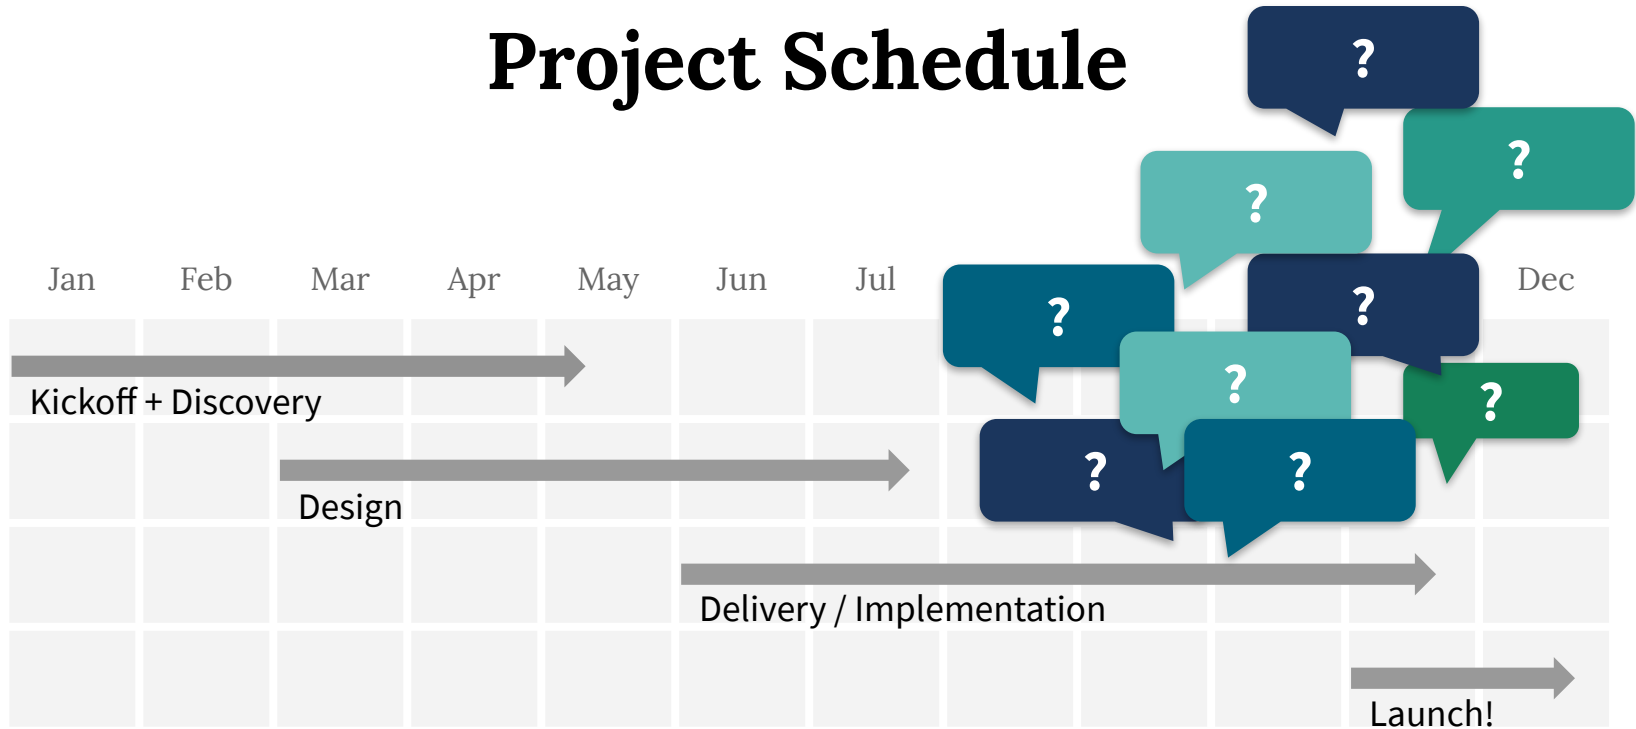 Project Schedule
?
?
?
Jan Feb Mar Apr May Jun Jul Dec
?
?
?
?
?
?
Kickoff + Discovery
Design
Delivery / Implementation
Launch!